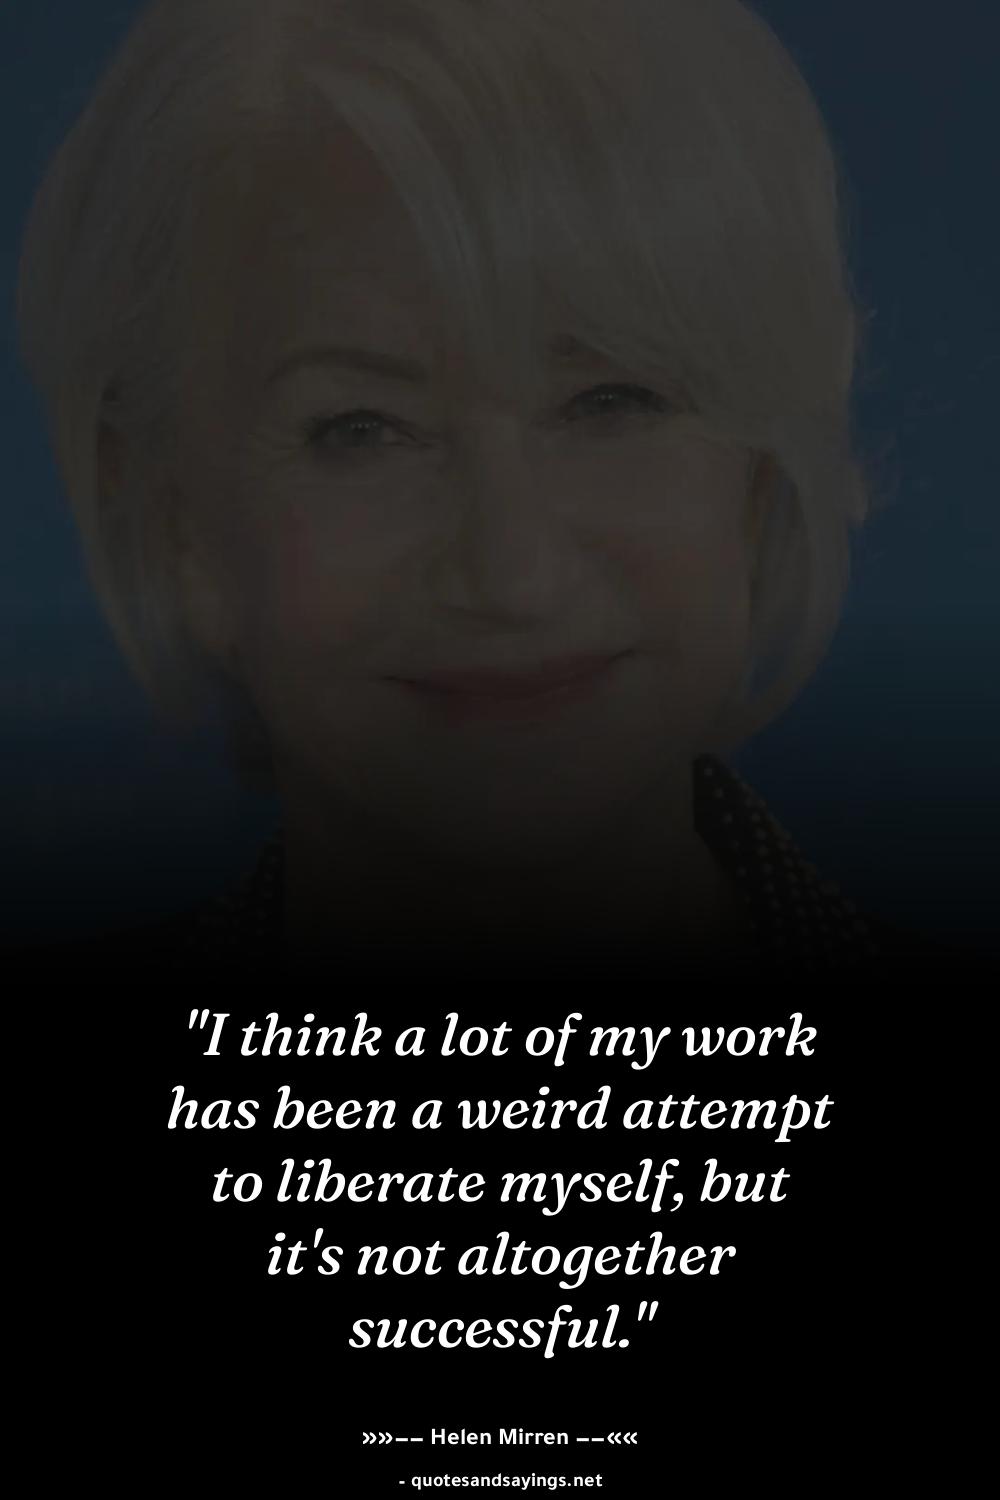 "I think a lot of my work
has been a weird attempt
to liberate myself, but
it's not altogether
successful."
»»–– Helen Mirren ––««
- quotesandsayings.net